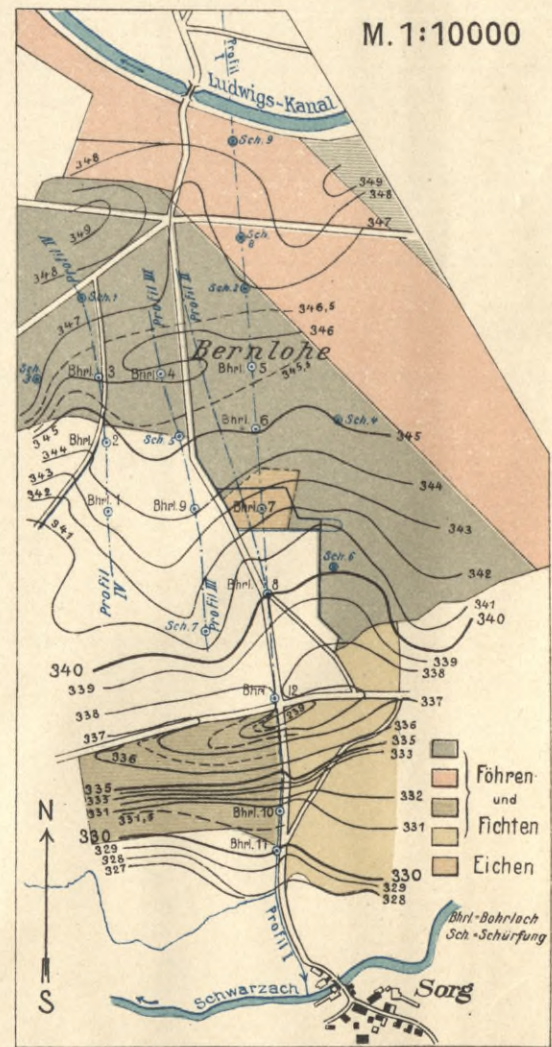 M. 1:10000
Profil I
Ludwigs-Kanal
Sch. 9
348
349
348
347
349
348
Sch. 8
Profil IV
Profil III
Profil II
Sch. 1
Sch. 2
346,5
347
346
Bernlohe
Sch. 3
Bhrl. 3
Bhrl. 4
Bhrl. 5
345,5
Bhrl. 6
Sch. 4
345
345
Bhrl. 2
Sch. 5
344
343
342
341
344
Bhrl. 1
Bhrl. 9
Bhrl. 7
343
342
Sch. 6
Profil IV
Profil III
Bhrl. 8
341
340
Sch. 7
340
339
339
338
338
Bhrl. 12
337
337
336
336
335
333
335
333
331
331,5
332
331
Bhrl. 10
330
329
328
327
Bhrl. 11
330
329
328
Föhren
und
Fichten
Eichen
N
S
Profil I
Bhrl.-Bohrloch
Sch.=Schürfung
Schwarzach
Sorg